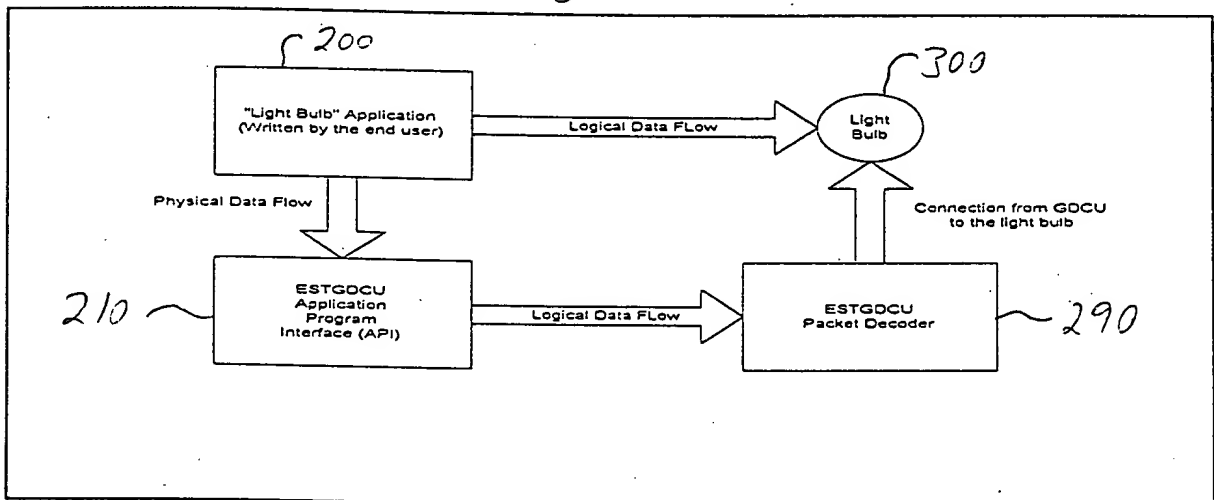 200
300
"Light Bulb" Application
(Written by the end user)
Logical Data FLow
Light
Bulb
Physical Data Flow
Connection from GDCU
to the light bulb
210
ESTGDCU
Application
Program
Interface (API)
Logical Data FLow
ESTGDCU
Packet Decoder
290